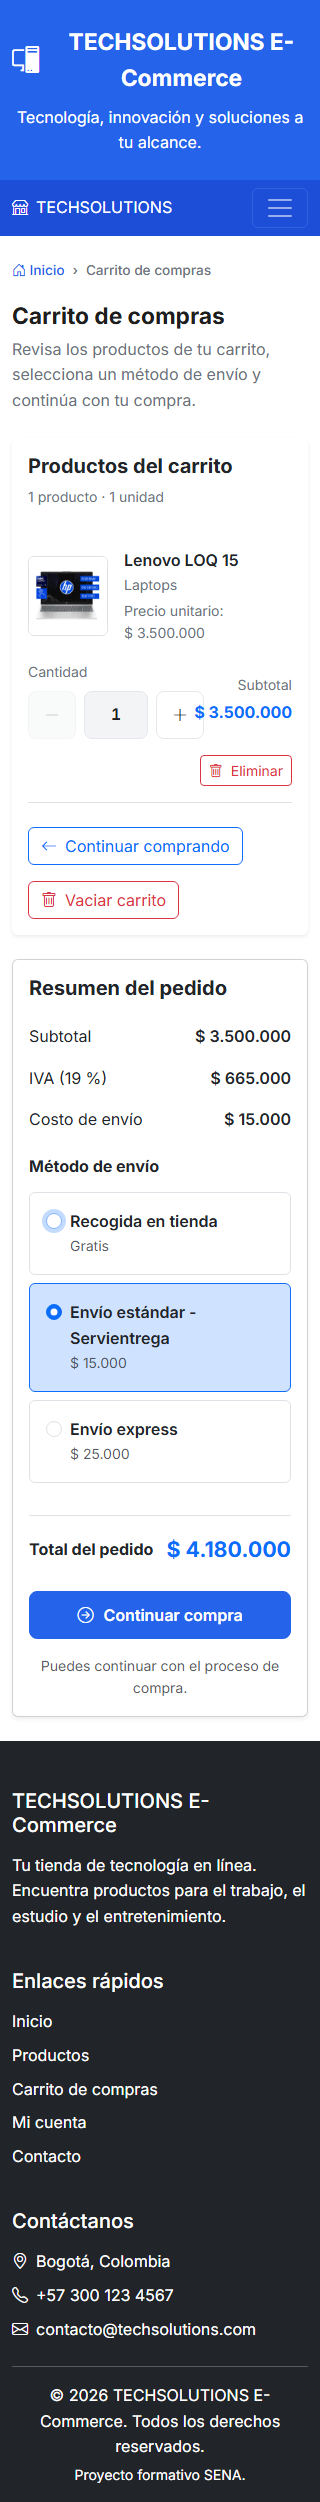 TECHSOLUTIONS E-
Commerce
Tecnología, innovación y soluciones a
tu alcance.
TECHSOLUTIONS
Inicio › Carrito de compras
Carrito de compras
Revisa los productos de tu carrito,
selecciona un método de envío y
continúa con tu compra.
Productos del carrito
1 producto · 1 unidad
hp
Lenovo LOQ 15
Laptops
Precio unitario:
$ 3.500.000
Cantidad
− 1 +
Subtotal
$ 3.500.000
Eliminar
Continuar comprando
Vaciar carrito
Resumen del pedido
Subtotal $ 3.500.000
IVA (19 %) $ 665.000
Costo de envío $ 15.000
Método de envío
Recogida en tienda
Gratis
Envío estándar -
Servientrega
$ 15.000
Envío express
$ 25.000
Total del pedido $ 4.180.000
Continuar compra
Puedes continuar con el proceso de
compra.
TECHSOLUTIONS E-
Commerce
Tu tienda de tecnología en línea.
Encuentra productos para el trabajo, el
estudio y el entretenimiento.
Enlaces rápidos
Inicio
Productos
Carrito de compras
Mi cuenta
Contacto
Contáctanos
Bogotá, Colombia
+57 300 123 4567
contacto@techsolutions.com
© 2026 TECHSOLUTIONS E-
Commerce. Todos los derechos
reservados.
Proyecto formativo SENA.